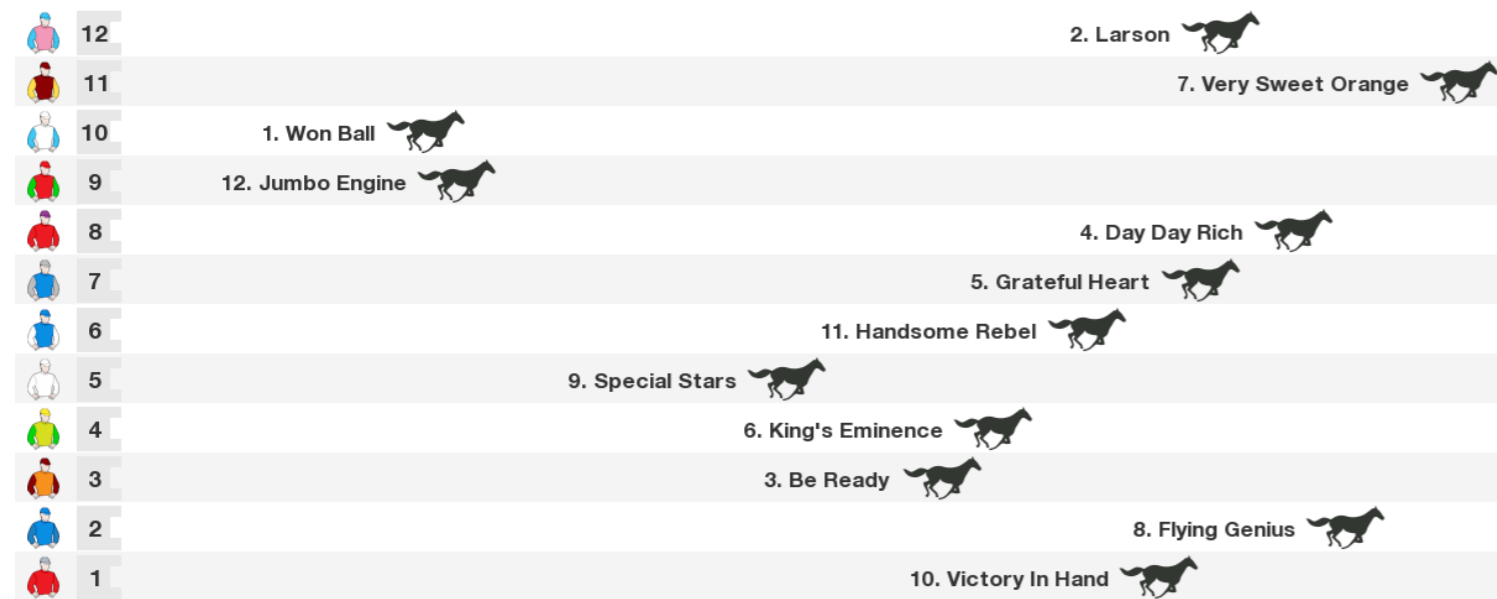 12 2. Larson
11 7. Very Sweet Orange
10 1. Won Ball
9 12. Jumbo Engine
8 4. Day Day Rich
7 5. Grateful Heart
6 11. Handsome Rebel
5 9. Special Stars
4 6. King's Eminence
3 3. Be Ready
2 8. Flying Genius
1 10. Victory In Hand